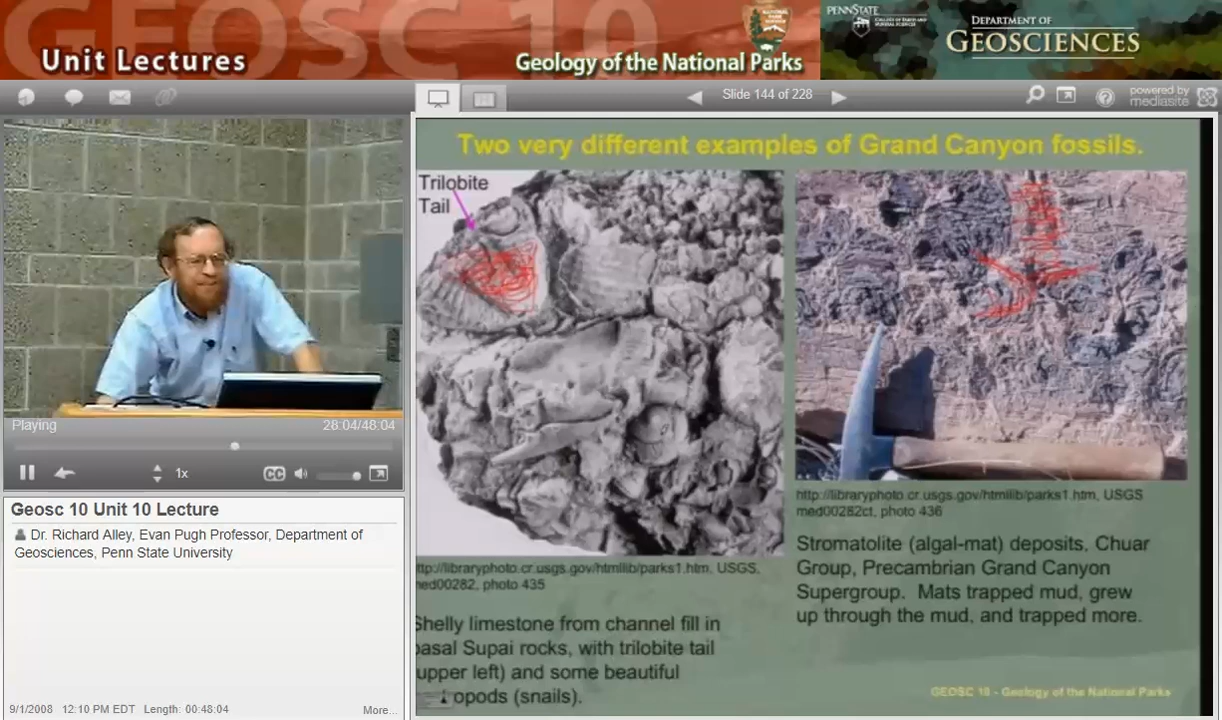 GEOSC 10
Unit Lectures
Geology of the National Parks
PENNSTATE
DEPARTMENT OF
GEOSCIENCES
Slide 144 of 228
powered by
mediasite
Two very different examples of Grand Canyon fossils.
Trilobite
Tail
Playing
28:04/48:04
1x
CC
Geosc 10 Unit 10 Lecture
Dr. Richard Alley, Evan Pugh Professor, Department of
Geosciences, Penn State University
9/1/2008 12:10 PM EDT Length: 00:48:04
More...
ttp://libraryphoto.cr.usgs.gov/htmllib/parks1.htm, USGS,
ned00282, photo 435
Shelly limestone from channel fill in
basal Supai rocks, with trilobite tail
upper left) and some beautiful
opods (snails).
http://libraryphoto.cr.usgs.gov/htmllib/parks1.htm, USGS
med00282ct, photo 436
Stromatolite (algal-mat) deposits, Chuar
Group, Precambrian Grand Canyon
Supergroup. Mats trapped mud, grew
up through the mud, and trapped more.
GEOSC 10 - Geology of the National Parks